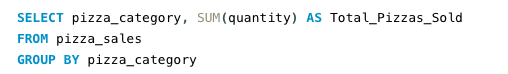 SELECT pizza_category, SUM(quantity) AS Total_Pizzas_Sold
FROM pizza_sales
GROUP BY pizza_category